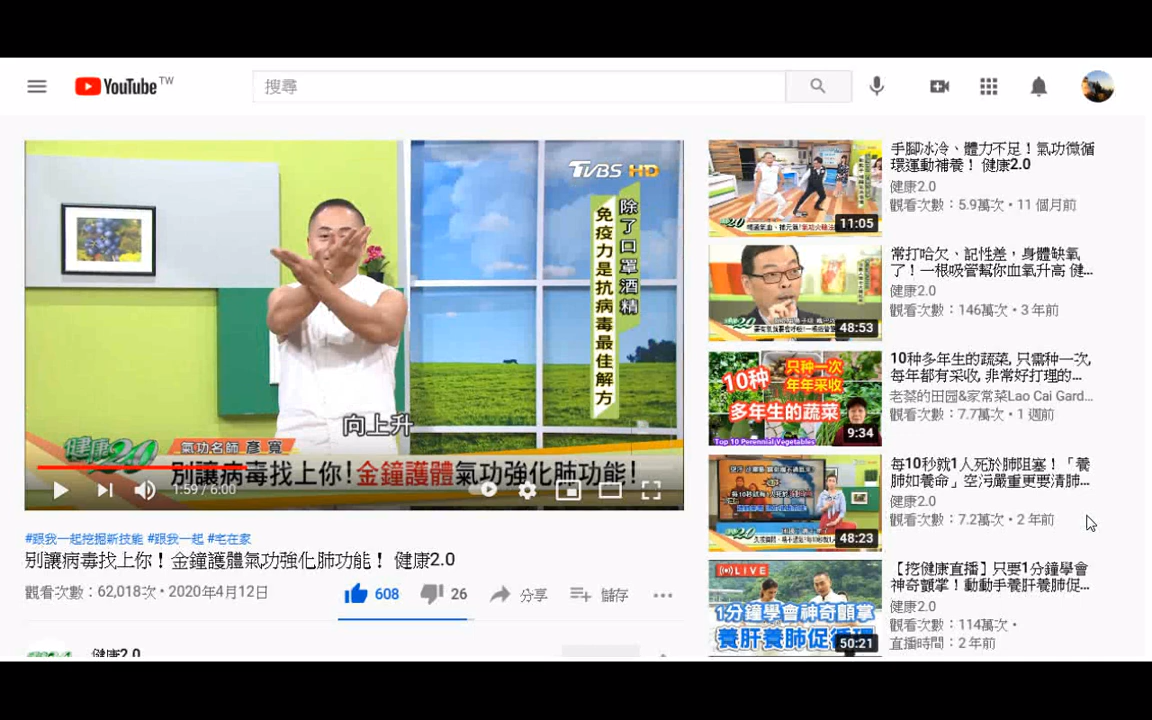 YouTube TW
搜尋
TVBS HD
除了口罩酒精
免疫力是抗病毒最佳解方
向上升
健康2.0
氣功名師 彥寬
別讓病毒找上你!金鐘護體氣功強化肺功能!
1:59 / 6:00
#跟我一起挖掘新技能 #跟我一起 #宅在家
別讓病毒找上你!金鐘護體氣功強化肺功能! 健康2.0
觀看次數:62,018次 • 2020年4月12日
608
26
分享
儲存
健康2.0
11:05
手腳冰冷、體力不足!氣功微循
環運動補養! 健康2.0
健康2.0
觀看次數:5.9萬次 • 11 個月前
48:53
常打哈欠、記性差,身體缺氧
了!一根吸管幫你血氧升高 健...
健康2.0
觀看次數:146萬次 • 3 年前
10种
只种一次
年年采收
多年生的蔬菜
Top 10 Perennial Vegetables
9:34
10种多年生的蔬菜, 只需种一次,
每年都有采收, 非常好打理的...
老菜的田园&家常菜Lao Cai Gard...
觀看次數:7.7萬次 • 1 週前
48:23
每10秒就1人死於肺阻塞!「養
肺如養命」空污嚴重更要清肺...
健康2.0
觀看次數:7.2萬次 • 2 年前
LIVE
1分鐘學會神奇顫掌
養肝養肺促循環
50:21
【挖健康直播】只要1分鐘學會
神奇顫掌!動動手養肝養肺促...
健康2.0
觀看次數:114萬次 •
直播時間:2 年前